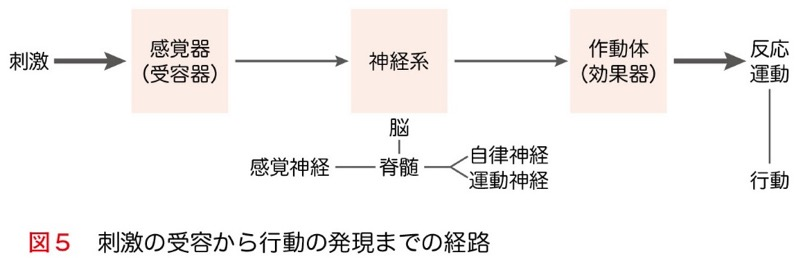 刺激
感覚器
(受容器)
神経系
作動体
(効果器)
反応
運動
脳
感覚神経
脊髄
自律神経
運動神経
行動
図5 刺激の受容から行動の発現までの経路